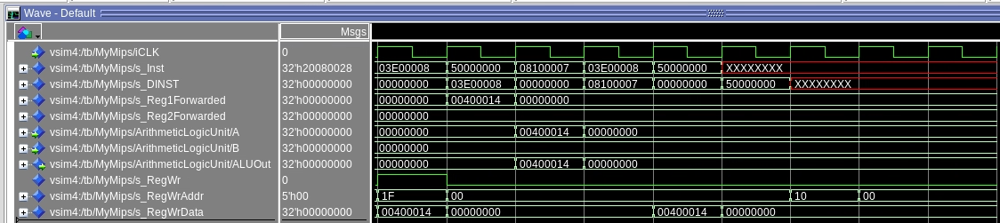 Wave - Default
Msgs
vsim4:/tb/MyMips/iCLK 0
vsim4:/tb/MyMips/s_Inst 32'h20080028 03E00008 50000000 08100007 03E00008 50000000 XXXXXXXX
vsim4:/tb/MyMips/s_DINST 32'h00000000 00000000 03E00008 00000000 08100007 00000000 50000000 XXXXXXXX
vsim4:/tb/MyMips/s_Reg1Forwarded 32'h00000000 00000000 00400014 00000000
vsim4:/tb/MyMips/s_Reg2Forwarded 32'h00000000 00000000
vsim4:/tb/MyMips/ArithmeticLogicUnit/A 32'h00000000 00000000 00400014 00000000
vsim4:/tb/MyMips/ArithmeticLogicUnit/B 32'h00000000 00000000
vsim4:/tb/MyMips/ArithmeticLogicUnit/ALUOut 32'h00000000 00000000 00400014 00000000
vsim4:/tb/MyMips/s_RegWr 0
vsim4:/tb/MyMips/s_RegWrAddr 5'h00 1F 00 10 00
vsim4:/tb/MyMips/s_RegWrData 32'h00000000 00400014 00000000 00400014 00000000